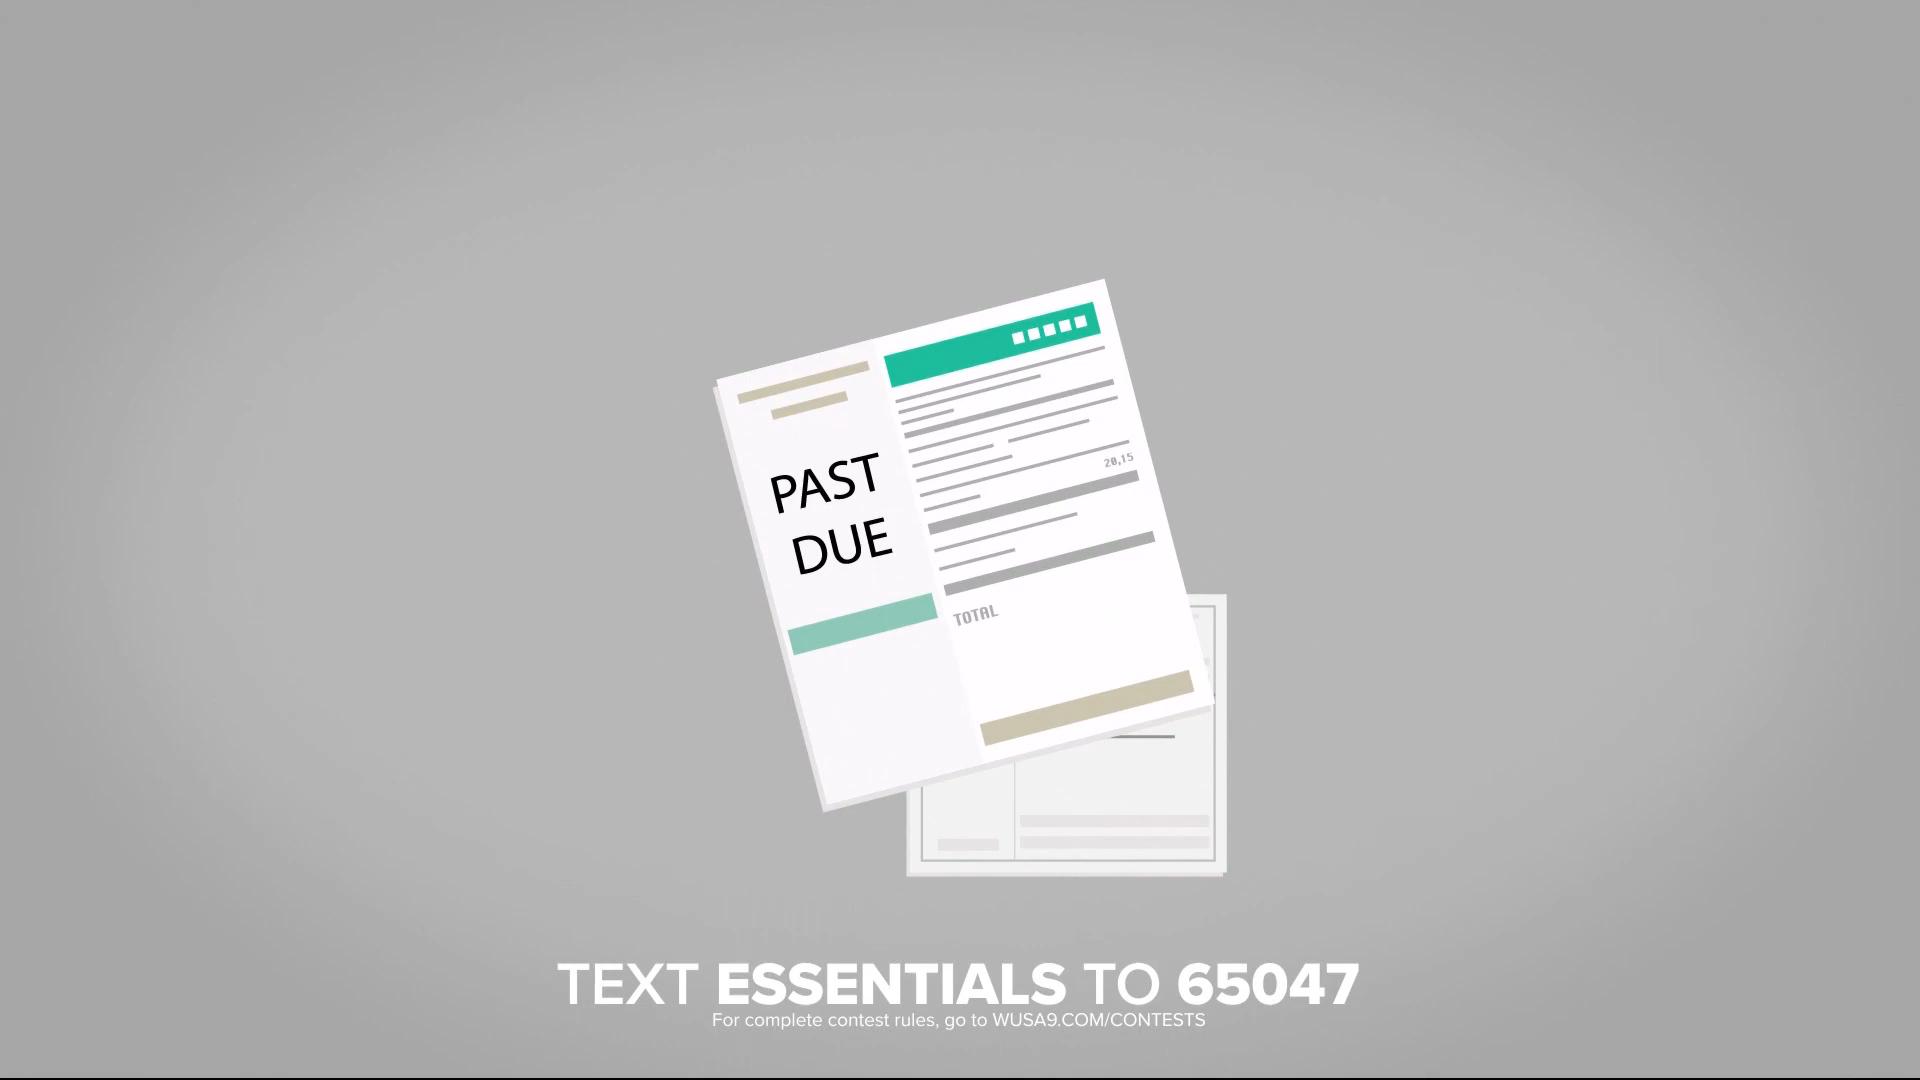 PAST
DUE
20,15
TOTAL
TEXT ESSENTIALS TO 65047
For complete contest rules, go to WUSA9.COM/CONTESTS